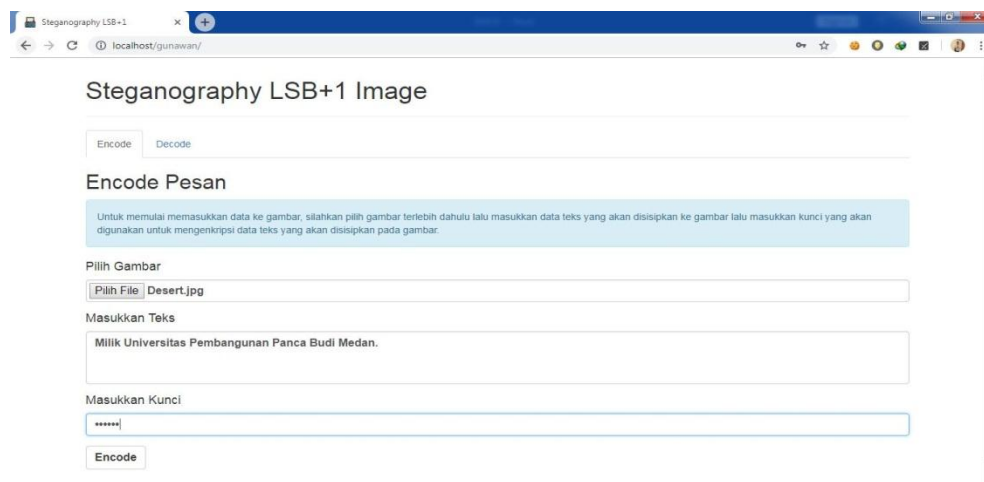 Steganography LSB+1
localhost/gunawan/
Steganography LSB+1 Image
Encode Decode
Encode Pesan
Untuk memulai memasukkan data ke gambar, silahkan pilih gambar terlebih dahulu lalu masukkan data teks yang akan disisipkan ke gambar lalu masukkan kunci yang akan
digunakan untuk mengenkripsi data teks yang akan disisipkan pada gambar.
Pilih Gambar
Pilih File Desert.jpg
Masukkan Teks
Milik Universitas Pembangunan Panca Budi Medan.
Masukkan Kunci
••••••
Encode